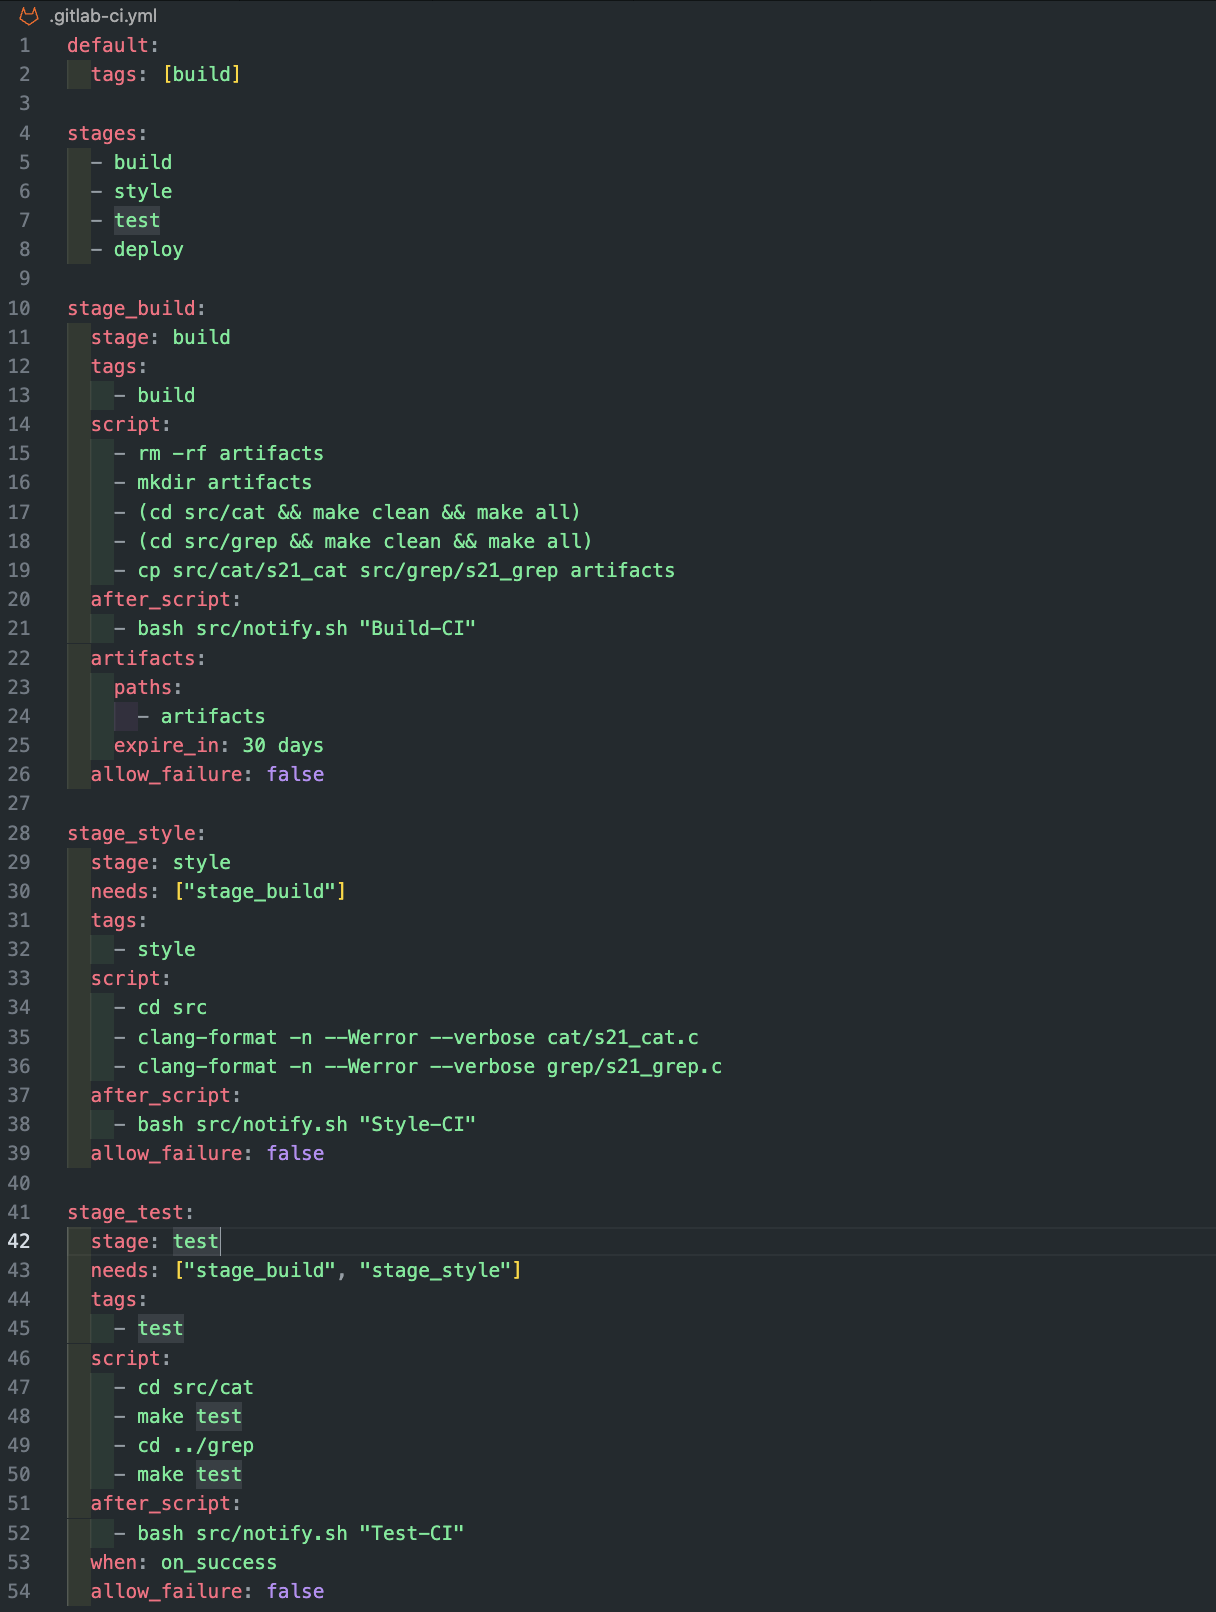 .gitlab-ci.yml
1 default:
2   tags: [build]
3
4 stages:
5   - build
6   - style
7   - test
8   - deploy
9
10 stage_build:
11   stage: build
12   tags:
13     - build
14   script:
15     - rm -rf artifacts
16     - mkdir artifacts
17     - (cd src/cat && make clean && make all)
18     - (cd src/grep && make clean && make all)
19     - cp src/cat/s21_cat src/grep/s21_grep artifacts
20   after_script:
21     - bash src/notify.sh "Build-CI"
22   artifacts:
23     paths:
24       - artifacts
25     expire_in: 30 days
26   allow_failure: false
27
28 stage_style:
29   stage: style
30   needs: ["stage_build"]
31   tags:
32     - style
33   script:
34     - cd src
35     - clang-format -n --Werror --verbose cat/s21_cat.c
36     - clang-format -n --Werror --verbose grep/s21_grep.c
37   after_script:
38     - bash src/notify.sh "Style-CI"
39   allow_failure: false
40
41 stage_test:
42   stage: test
43   needs: ["stage_build", "stage_style"]
44   tags:
45     - test
46   script:
47     - cd src/cat
48     - make test
49     - cd ../grep
50     - make test
51   after_script:
52     - bash src/notify.sh "Test-CI"
53   when: on_success
54   allow_failure: false